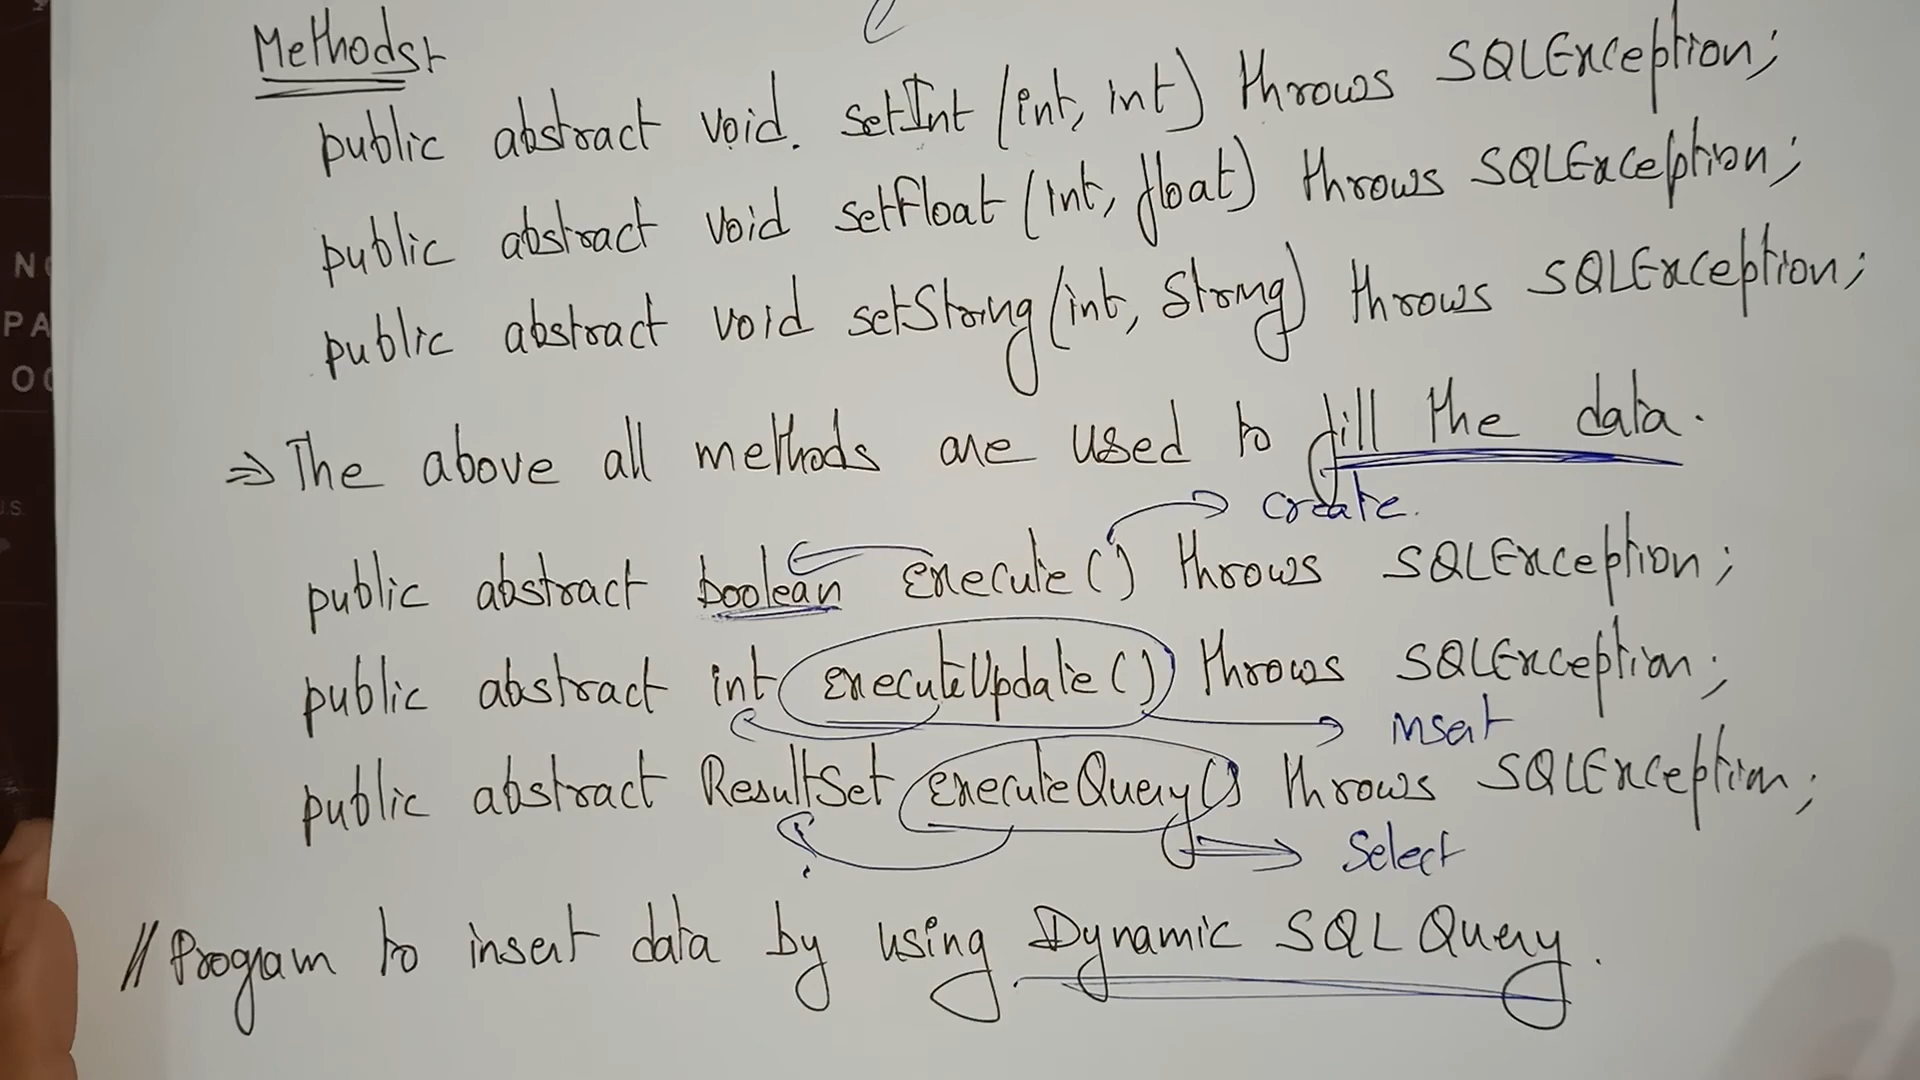 Methods:
public abstract void. setInt (int, int) throws SQLException;
public abstract void setFloat (int, float) throws SQLException;
public abstract void setString (int, String) throws SQLException;
⇒ The above all methods are used to fill the data.
create.
public abstract boolean execute() throws SQLException;
public abstract int executeUpdate() throws SQLException;
insert
public abstract ResultSet executeQuery() throws SQLException;
Select
// Program to insert data by using Dynamic SQL Query.